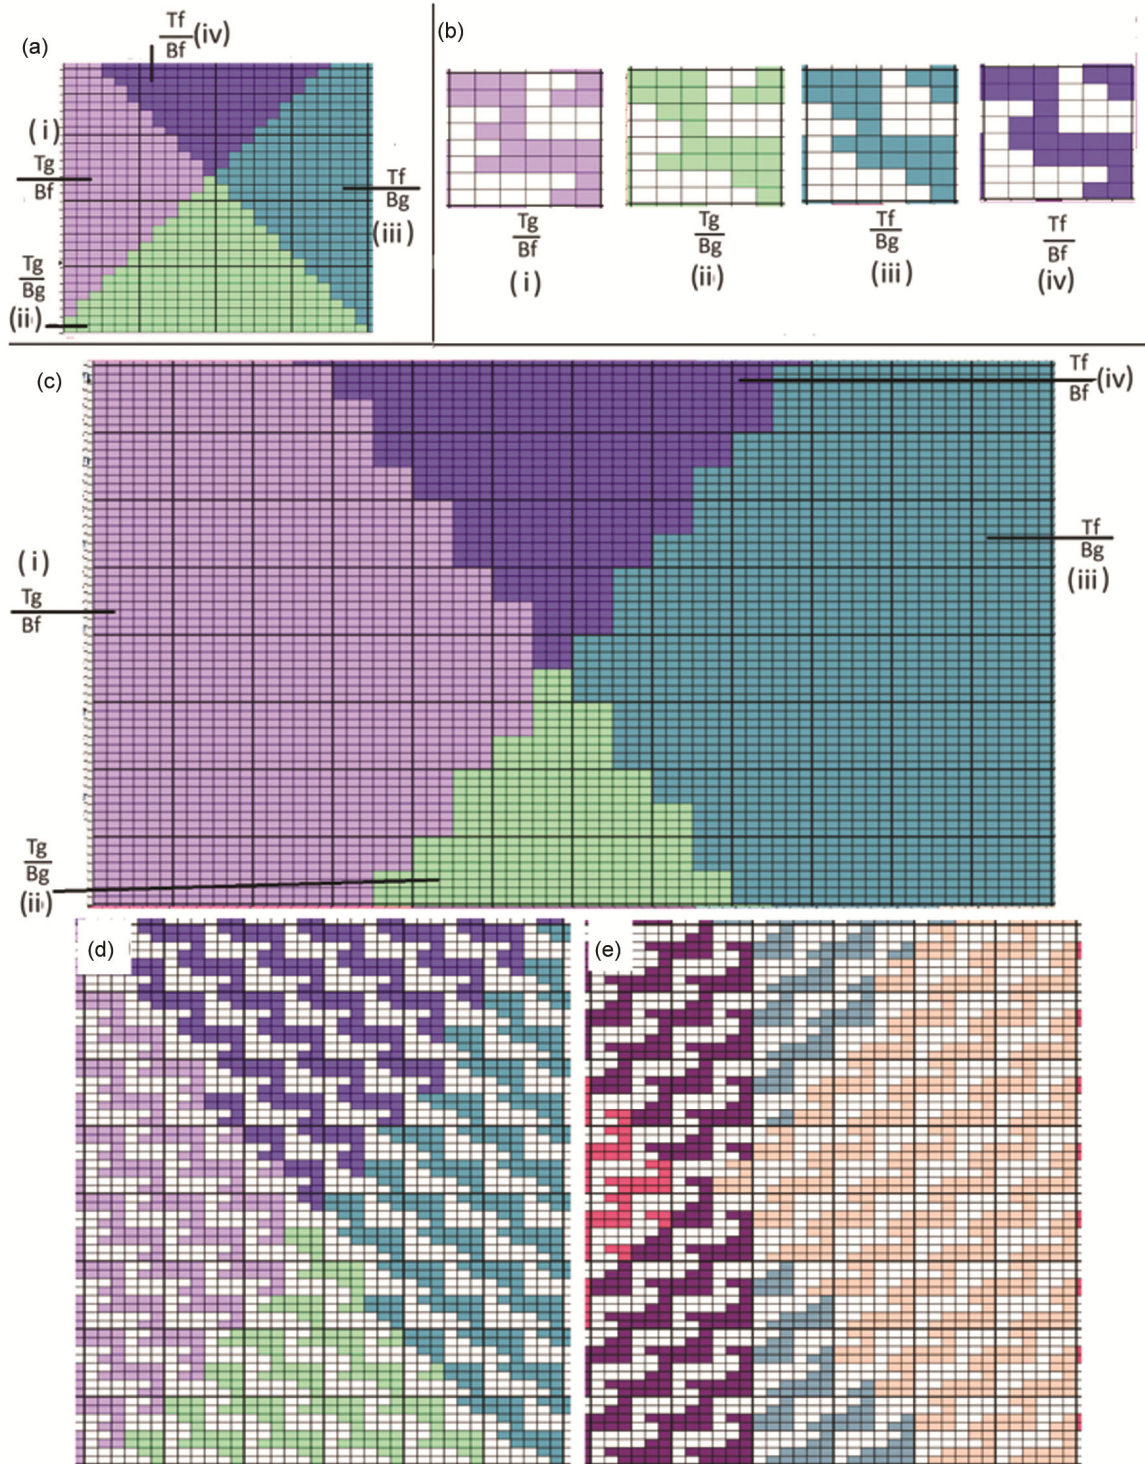 (a)
Tf
Bf (iv)
(i)
Tg
Bf
Tf
Bg
(iii)
Tg
Bg
(ii)
(b)
Tg
Bf
(i)
Tg
Bg
(ii)
Tf
Bg
(iii)
Tf
Bf
(iv)
(c)
Tf
Bf (iv)
(i)
Tg
Bf
Tf
Bg
(iii)
Tg
Bg
(ii)
(d)
(e)